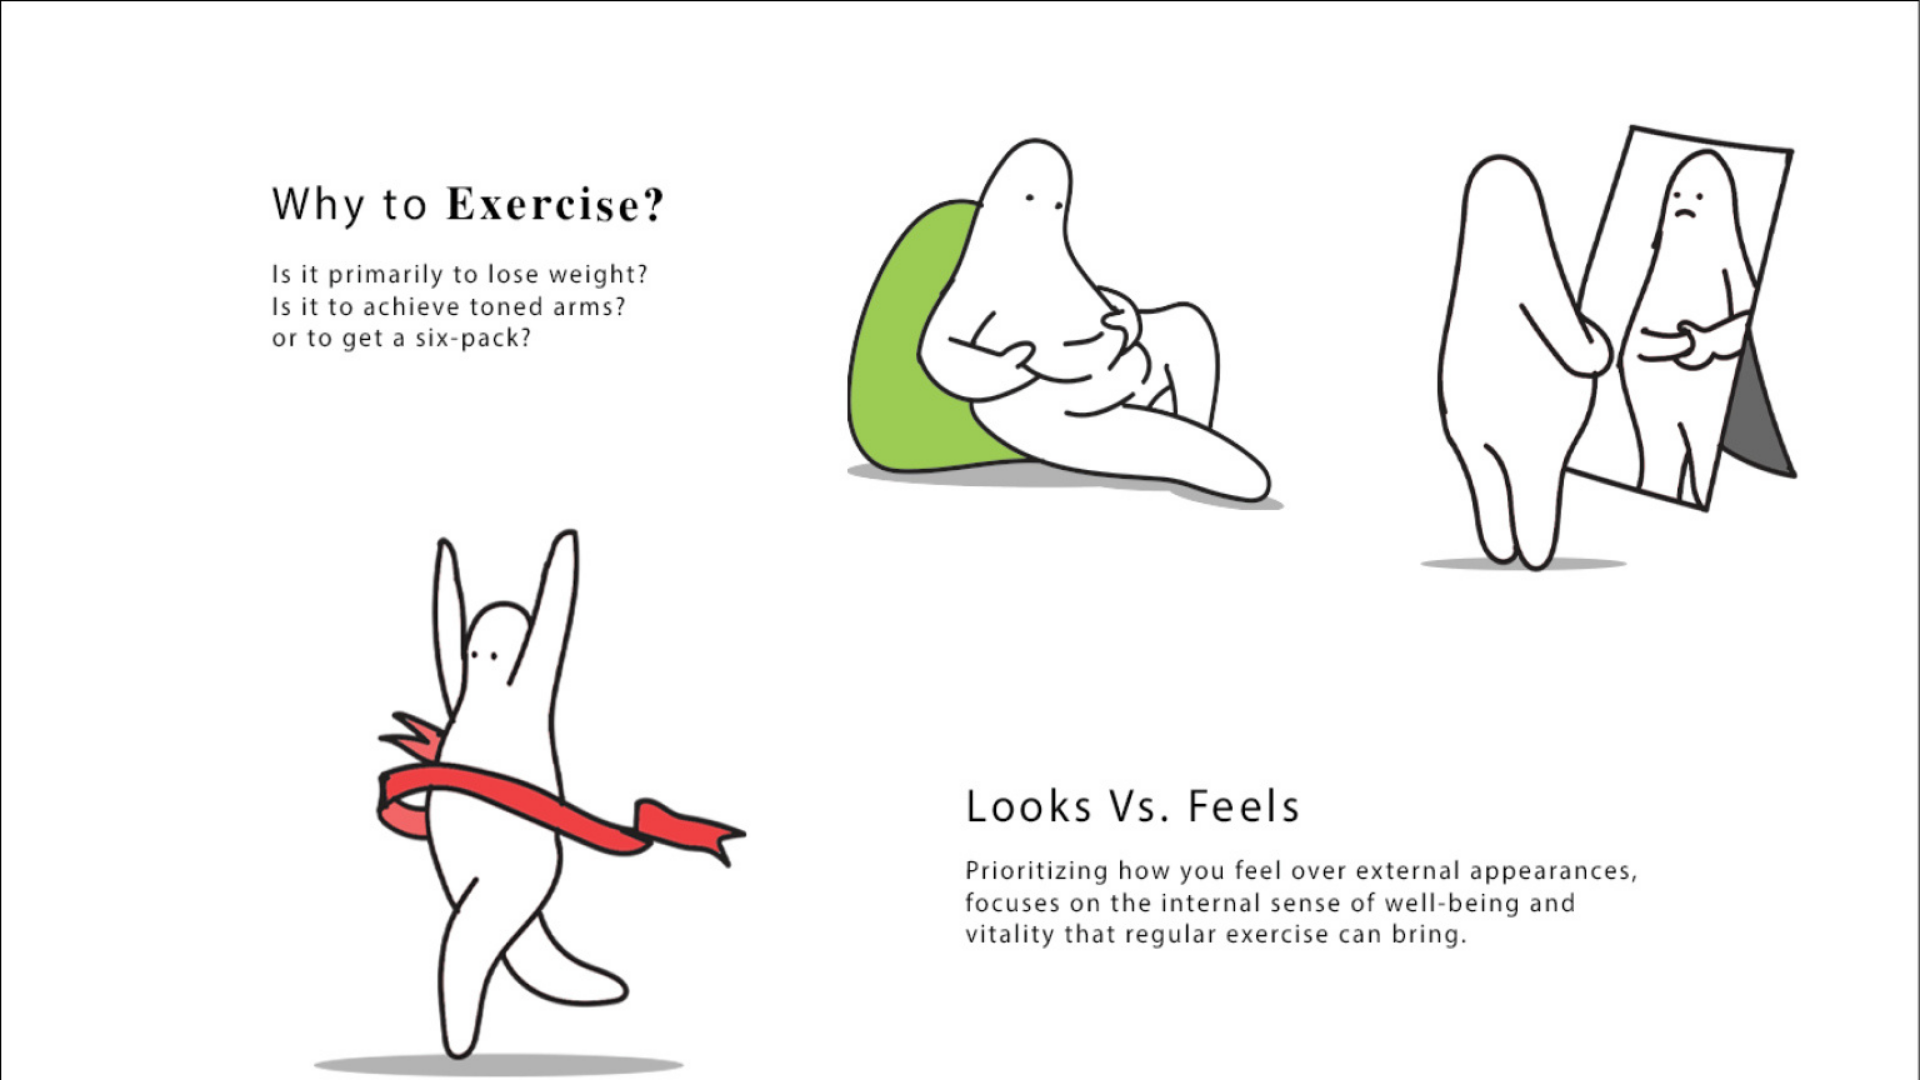 Why to Exercise?
Is it primarily to lose weight?
Is it to achieve toned arms?
or to get a six-pack?
Looks Vs. Feels
Prioritizing how you feel over external appearances,
focuses on the internal sense of well-being and
vitality that regular exercise can bring.